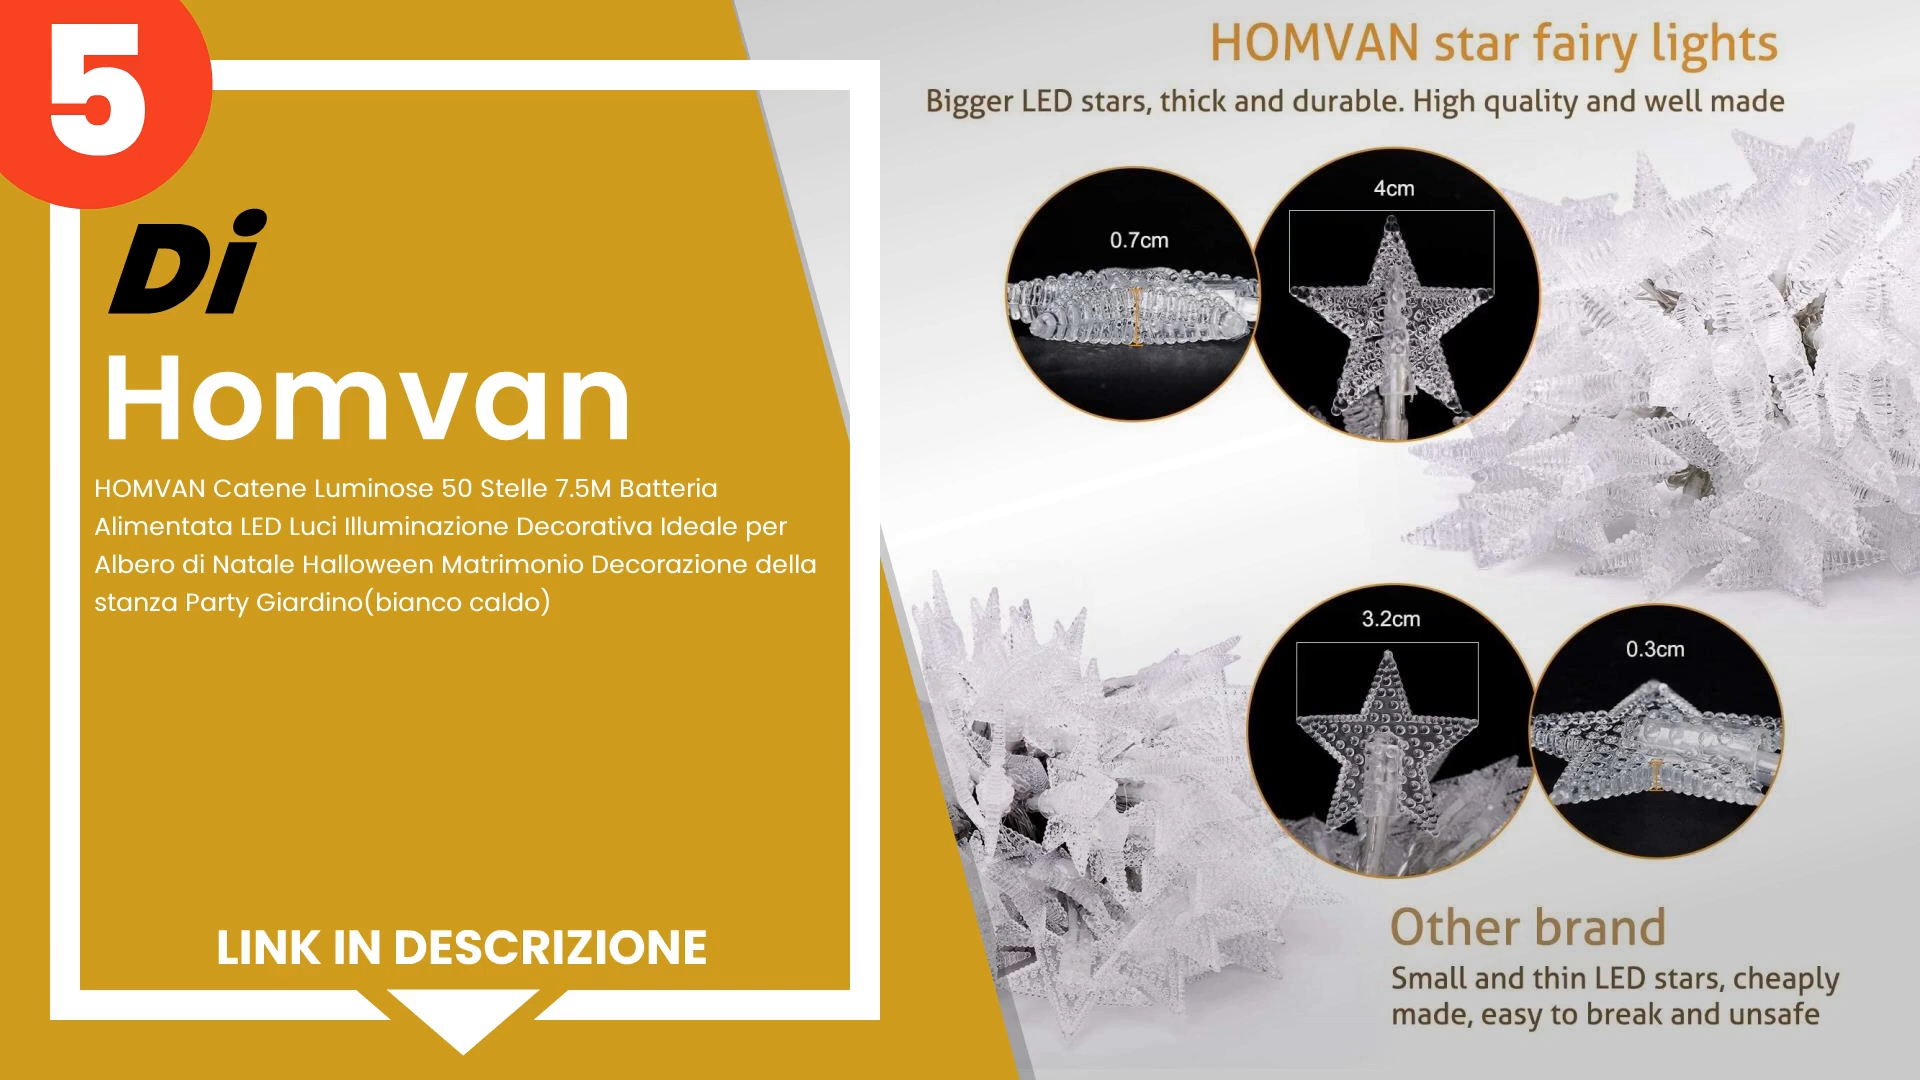 5
Di
Homvan
HOMVAN Catene Luminose 50 Stelle 7.5M Batteria
Alimentata LED Luci Illuminazione Decorativa Ideale per
Albero di Natale Halloween Matrimonio Decorazione della
stanza Party Giardino(bianco caldo)
LINK IN DESCRIZIONE
HOMVAN star fairy lights
Bigger LED stars, thick and durable. High quality and well made
0.7cm
4cm
3.2cm
0.3cm
Other brand
Small and thin LED stars, cheaply
made, easy to break and unsafe